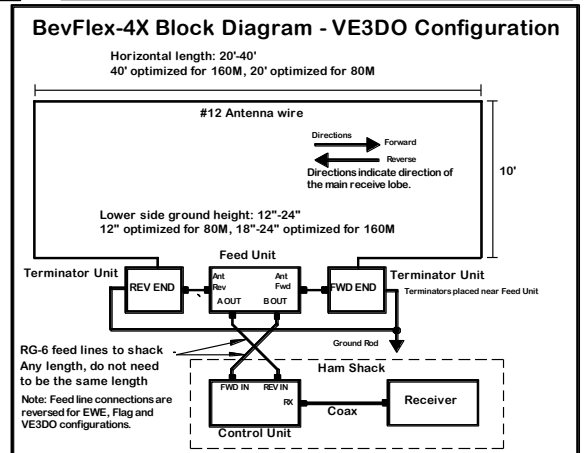 BevFlex-4X Block Diagram - VE3DO Configuration
Horizontal length: 20'-40'
40' optimized for 160M, 20' optimized for 80M
#12 Antenna wire
Directions
Forward
Reverse
Directions indicate direction of
the main receive lobe.
10'
Lower side ground height: 12"-24"
12" optimized for 80M, 18"-24" optimized for 160M
Feed Unit
Terminator Unit
Terminator Unit
REV END
Ant
Rev
Ant
Fwd
A OUT
B OUT
FWD END
Terminators placed near Feed Unit
Ground Rod
RG-6 feed lines to shack
Any length, do not need
to be the same length
Note: Feed line connections are
reversed for EWE, Flag and
VE3DO configurations.
Ham Shack
FWD IN
REV IN
RX
Coax
Receiver
Control Unit